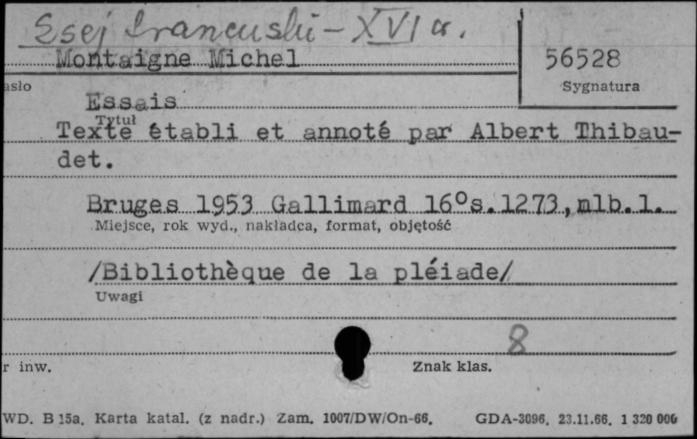 Esej francuski - XVI w.
Montaigne Michel
56528
asło
Sygnatura
Essais
Tytuł
Texte établi et annoté par Albert Thibau-
det.
Bruges 1953 Gallimard 16°s.1273,nlb.1.
Miejsce, rok wyd., nakładca, format, objętość
/Bibliothèque de la pléiade/
Uwagi
8
r inw.
Znak klas.
WD. B 15a. Karta katal. (z nadr.) Zam. 1007/DW/On-66. GDA-3096. 23.11.66. 1 320 000